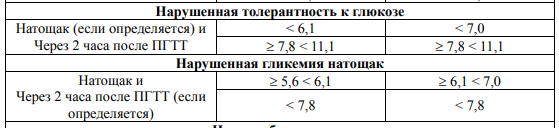 Нарушенная толерантность к глюкозе
Натощак (если определяется) и < 6,1 < 7,0
Через 2 часа после ПГТТ ≥ 7,8 < 11,1 ≥ 7,8 < 11,1
Нарушенная гликемия натощак
Натощак и ≥ 5,6 < 6,1 ≥ 6,1 < 7,0
Через 2 часа после ПГТТ (если определяется) < 7,8 < 7,8